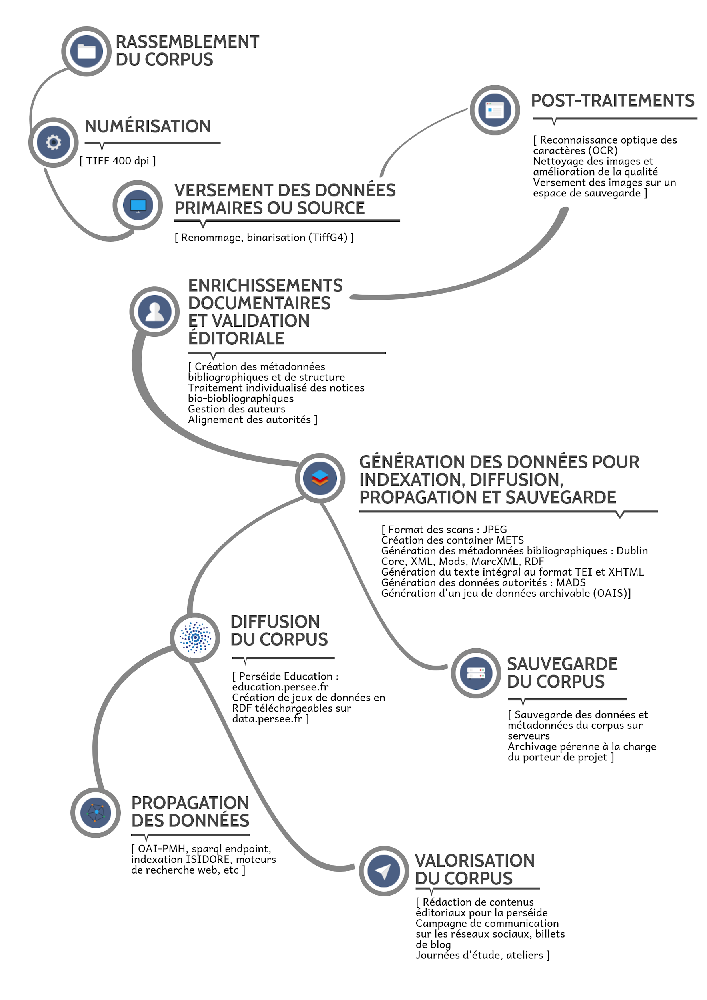 RASSEMBLEMENT
DU CORPUS
NUMÉRISATION
[ TIFF 400 dpi ]
VERSEMENT DES DONNÉES
PRIMAIRES OU SOURCE
[ Renommage, binarisation (TiffG4) ]
POST-TRAITEMENTS
[ Reconnaissance optique des
caractères (OCR)
Nettoyage des images et
amélioration de la qualité
Versement des images sur un
espace de sauvegarde ]
ENRICHISSEMENTS
DOCUMENTAIRES
ET VALIDATION
ÉDITORIALE
[ Création des métadonnées
bibliographiques et de structure
Traitement individualisé des notices
bio-biobliographiques
Gestion des auteurs
Alignement des autorités ]
GÉNÉRATION DES DONNÉES POUR
INDEXATION, DIFFUSION,
PROPAGATION ET SAUVEGARDE
[ Format des scans : JPEG
Création des container METS
Génération des métadonnées bibliographiques : Dublin
Core, XML, Mods, MarcXML, RDF
Génération du texte intégral au format TEI et XHTML
Génération des données autorités : MADS
Génération d'un jeu de données archivable (OAIS)]
DIFFUSION
DU CORPUS
[ Perséide Education :
education.persee.fr
Création de jeux de données en
RDF téléchargeables sur
data.persee.fr ]
SAUVEGARDE
DU CORPUS
[ Sauvegarde des données et
métadonnées du corpus sur
serveurs
Archivage pérenne à la charge
du porteur de projet ]
PROPAGATION
DES DONNÉES
[ OAI-PMH, sparql endpoint,
indexation ISIDORE, moteurs
de recherche web, etc ]
VALORISATION
DU CORPUS
[ Rédaction de contenus
éditoriaux pour la perséide
Campagne de communication
sur les réseaux sociaux, billets
de blog
Journées d'étude, ateliers ]